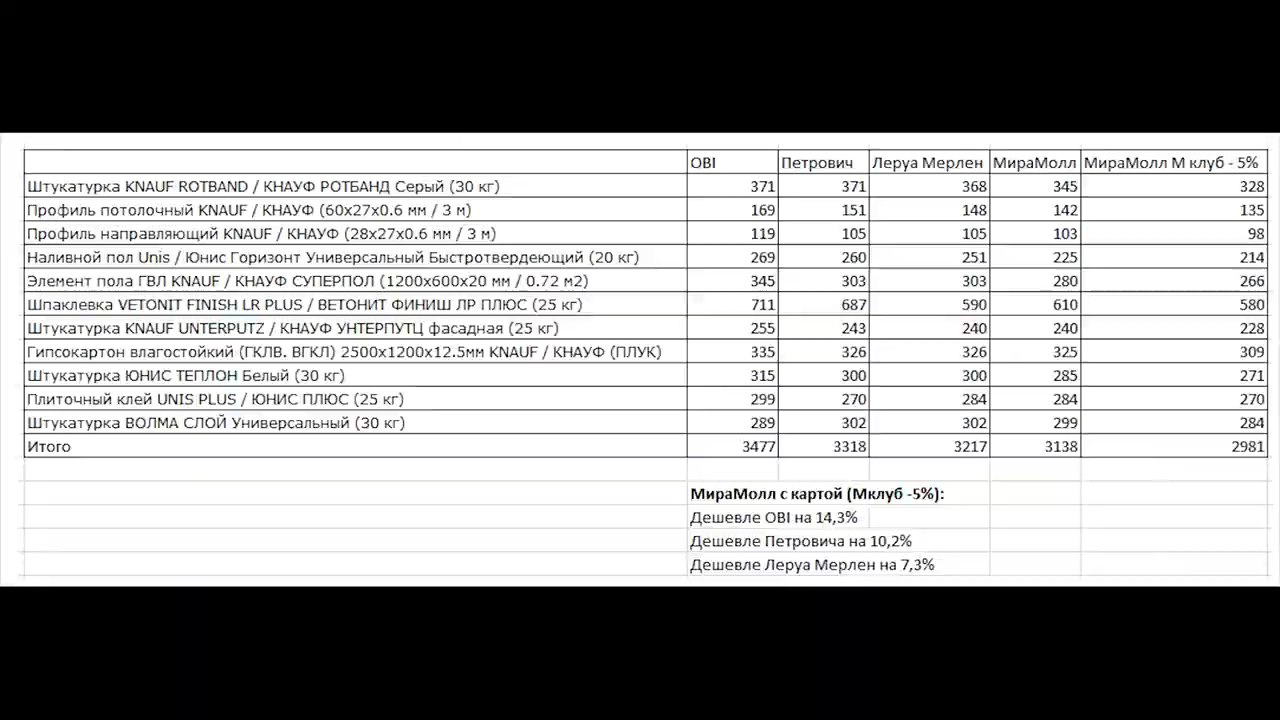 OBI Петрович Леруа Мерлен МираМолл МираМолл М клуб - 5%
Штукатурка KNAUF ROTBAND / КНАУФ РОТБАНД Серый (30 кг) 371 371 368 345 328
Профиль потолочный KNAUF / КНАУФ (60х27х0.6 мм / 3 м) 169 151 148 142 135
Профиль направляющий KNAUF / КНАУФ (28х27х0.6 мм / 3 м) 119 105 105 103 98
Наливной пол Unis / Юнис Горизонт Универсальный Быстротвердеющий (20 кг) 269 260 251 225 214
Элемент пола ГВЛ KNAUF / КНАУФ СУПЕРПОЛ (1200х600х20 мм / 0.72 м2) 345 303 303 280 266
Шпаклевка VETONIT FINISH LR PLUS / ВЕТОНИТ ФИНИШ ЛР ПЛЮС (25 кг) 711 687 590 610 580
Штукатурка KNAUF UNTERPUTZ / КНАУФ УНТЕРПУТЦ фасадная (25 кг) 255 243 240 240 228
Гипсокартон влагостойкий (ГКЛВ. ВГКЛ) 2500х1200х12.5мм KNAUF / КНАУФ (ПЛУК) 335 326 326 325 309
Штукатурка ЮНИС ТЕПЛОН Белый (30 кг) 315 300 300 285 271
Плиточный клей UNIS PLUS / ЮНИС ПЛЮС (25 кг) 299 270 284 284 270
Штукатурка ВОЛМА СЛОЙ Универсальный (30 кг) 289 302 302 299 284
Итого 3477 3318 3217 3138 2981
МираМолл с картой (Мклуб -5%):
Дешевле OBI на 14,3%
Дешевле Петровича на 10,2%
Дешевле Леруа Мерлен на 7,3%